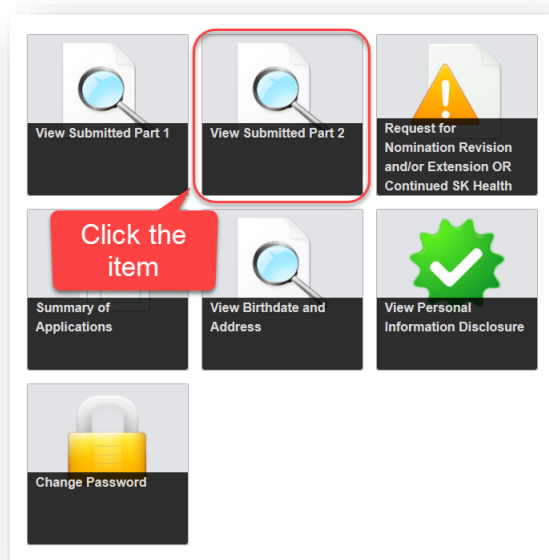 View Submitted Part 1
View Submitted Part 2
Request for
Nomination Revision
and/or Extension OR
Continued SK Health
Click the
item
Summary of
Applications
View Birthdate and
Address
View Personal
Information Disclosure
Change Password